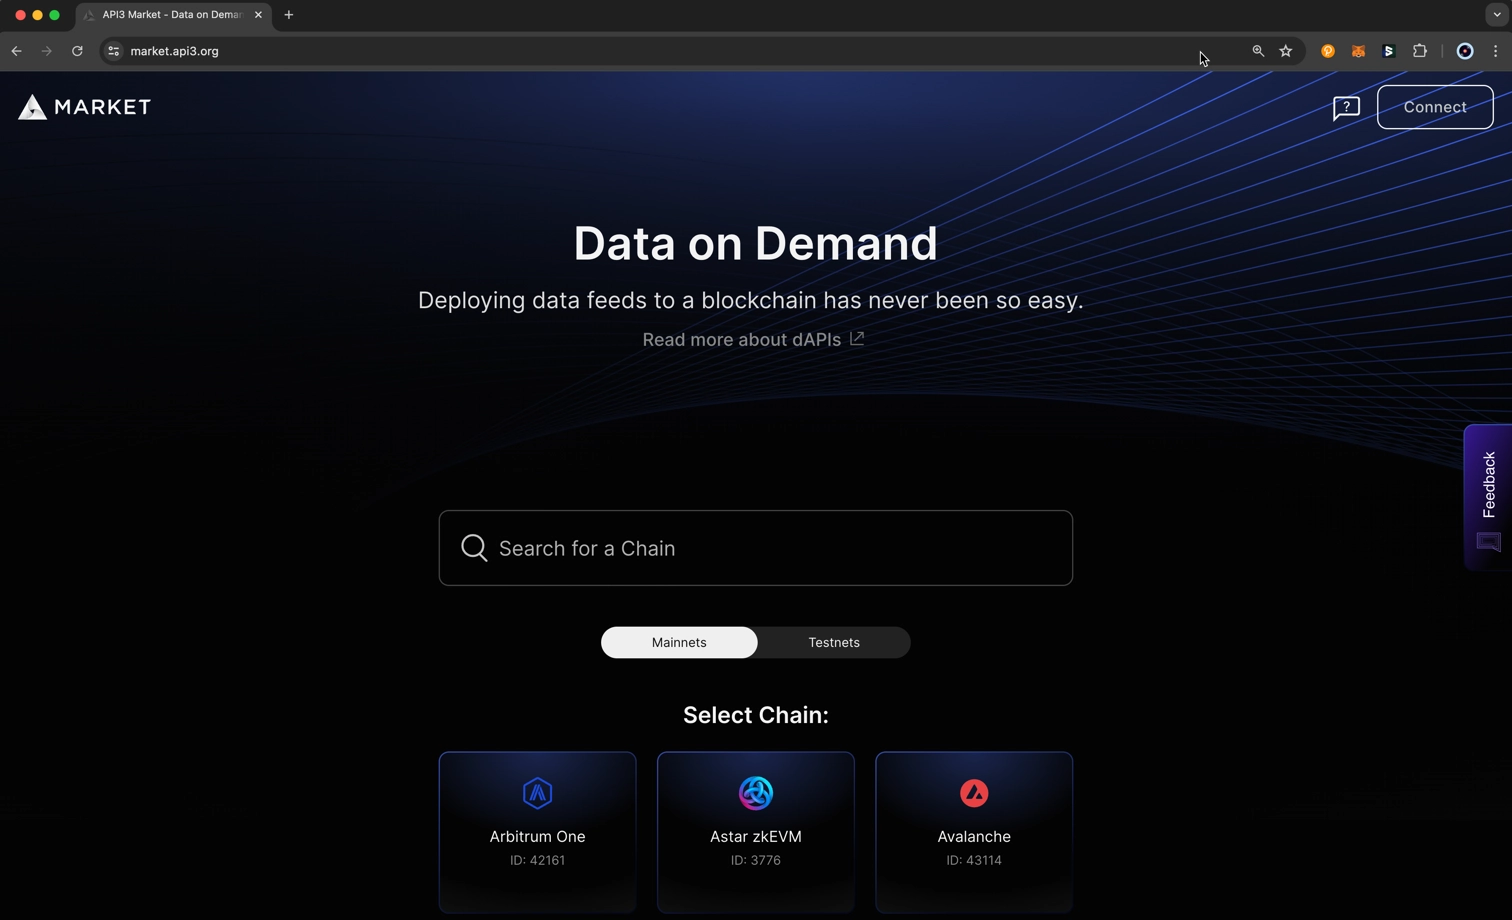 API3 Market - Data on Deman
market.api3.org
MARKET
?
Connect
Data on Demand
Deploying data feeds to a blockchain has never been so easy.
Read more about dAPIs
Feedback
Search for a Chain
Mainnets
Testnets
Select Chain:
Arbitrum One
ID: 42161
Astar zkEVM
ID: 3776
Avalanche
ID: 43114